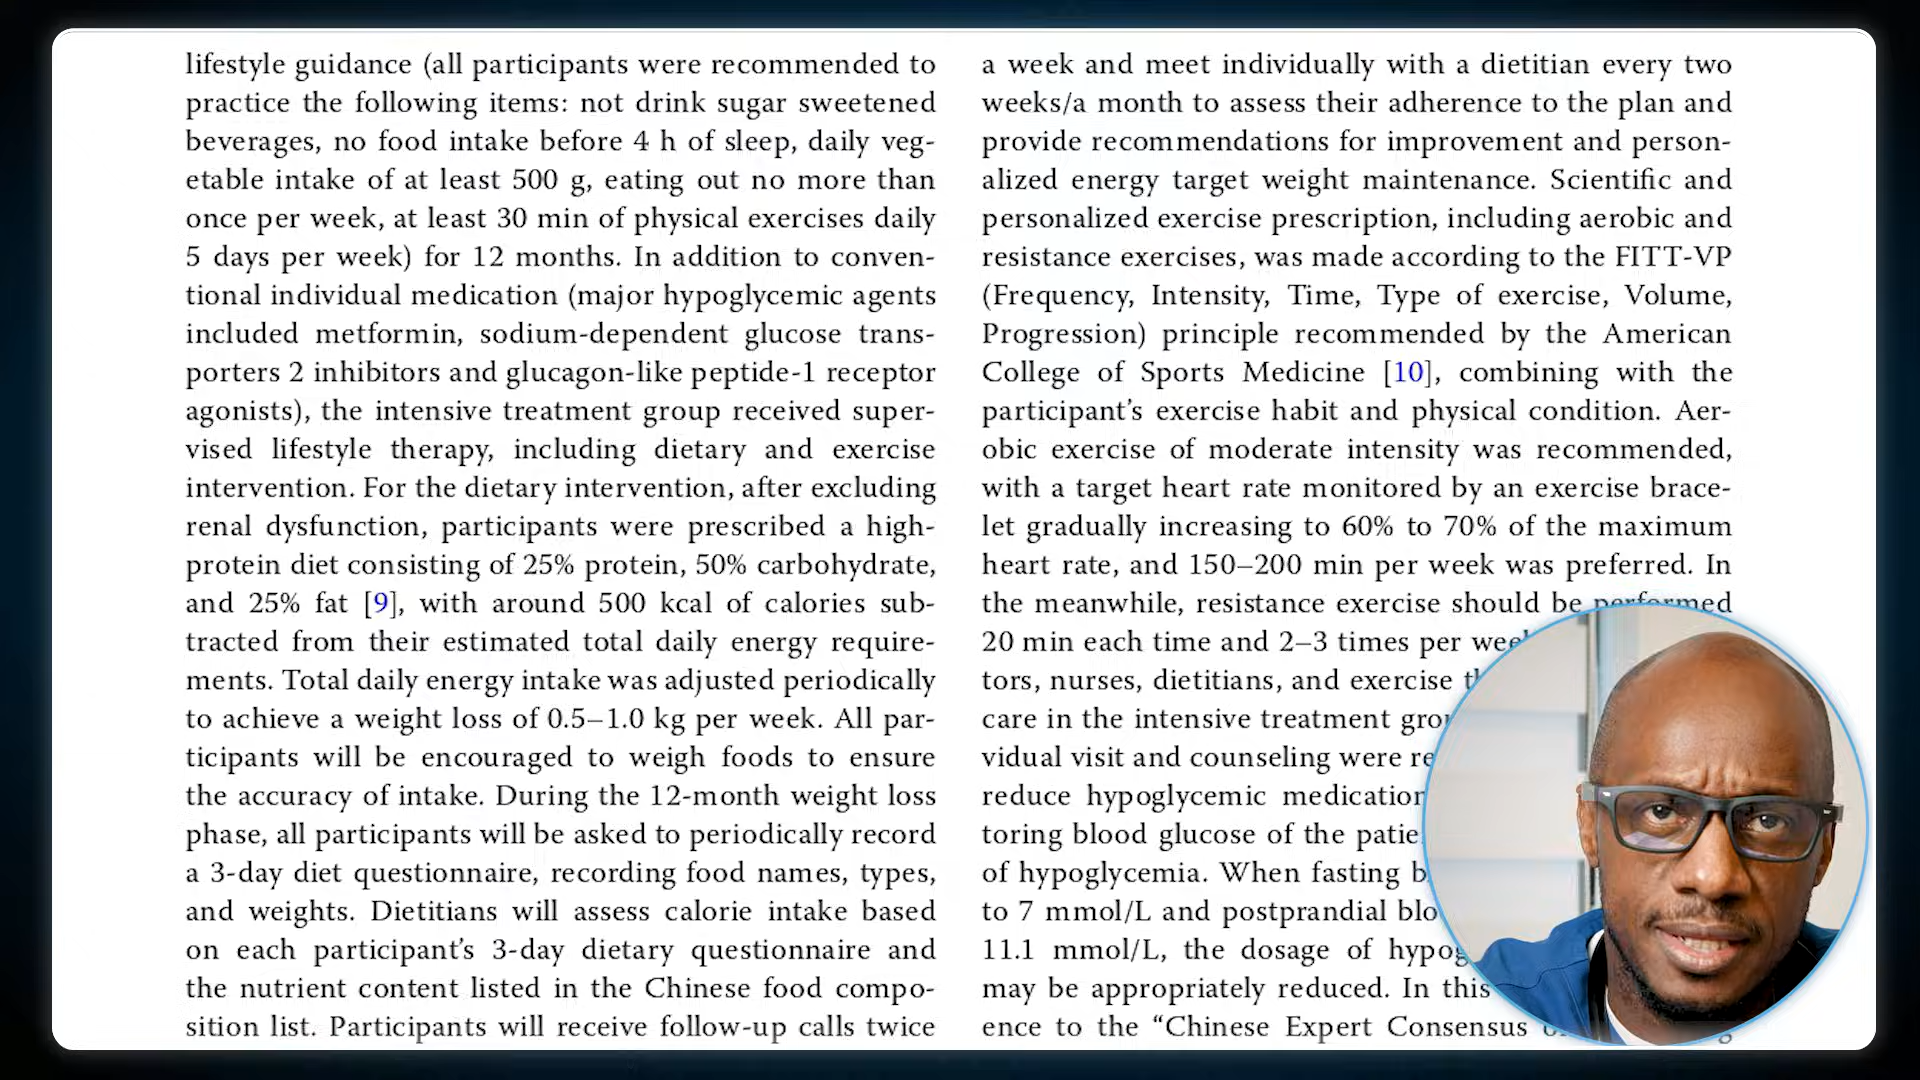 lifestyle guidance (all participants were recommended to
practice the following items: not drink sugar sweetened
beverages, no food intake before 4 h of sleep, daily veg-
etable intake of at least 500 g, eating out no more than
once per week, at least 30 min of physical exercises daily
5 days per week) for 12 months. In addition to conven-
tional individual medication (major hypoglycemic agents
included metformin, sodium-dependent glucose trans-
porters 2 inhibitors and glucagon-like peptide-1 receptor
agonists), the intensive treatment group received super-
vised lifestyle therapy, including dietary and exercise
intervention. For the dietary intervention, after excluding
renal dysfunction, participants were prescribed a high-
protein diet consisting of 25% protein, 50% carbohydrate,
and 25% fat [9], with around 500 kcal of calories sub-
tracted from their estimated total daily energy require-
ments. Total daily energy intake was adjusted periodically
to achieve a weight loss of 0.5–1.0 kg per week. All par-
ticipants will be encouraged to weigh foods to ensure
the accuracy of intake. During the 12-month weight loss
phase, all participants will be asked to periodically record
a 3-day diet questionnaire, recording food names, types,
and weights. Dietitians will assess calorie intake based
on each participant's 3-day dietary questionnaire and
the nutrient content listed in the Chinese food compo-
sition list. Participants will receive follow-up calls twice
a week and meet individually with a dietitian every two
weeks/a month to assess their adherence to the plan and
provide recommendations for improvement and person-
alized energy target weight maintenance. Scientific and
personalized exercise prescription, including aerobic and
resistance exercises, was made according to the FITT-VP
(Frequency, Intensity, Time, Type of exercise, Volume,
Progression) principle recommended by the American
College of Sports Medicine [10], combining with the
participant's exercise habit and physical condition. Aer-
obic exercise of moderate intensity was recommended,
with a target heart rate monitored by an exercise brace-
let gradually increasing to 60% to 70% of the maximum
heart rate, and 150–200 min per week was preferred. In
the meanwhile, resistance exercise should be performed
20 min each time and 2–3 times per
tors, nurses, dietitians, and exercise
care in the intensive treatment
vidual visit and counseling were
reduce hypoglycemic
toring blood glucose of the
of hypoglycemia. When fasting
to 7 mmol/L and postprandial
11.1 mmol/L, the dosage of
may be appropriately reduced. In this
ence to the “Chinese Expert Consensus